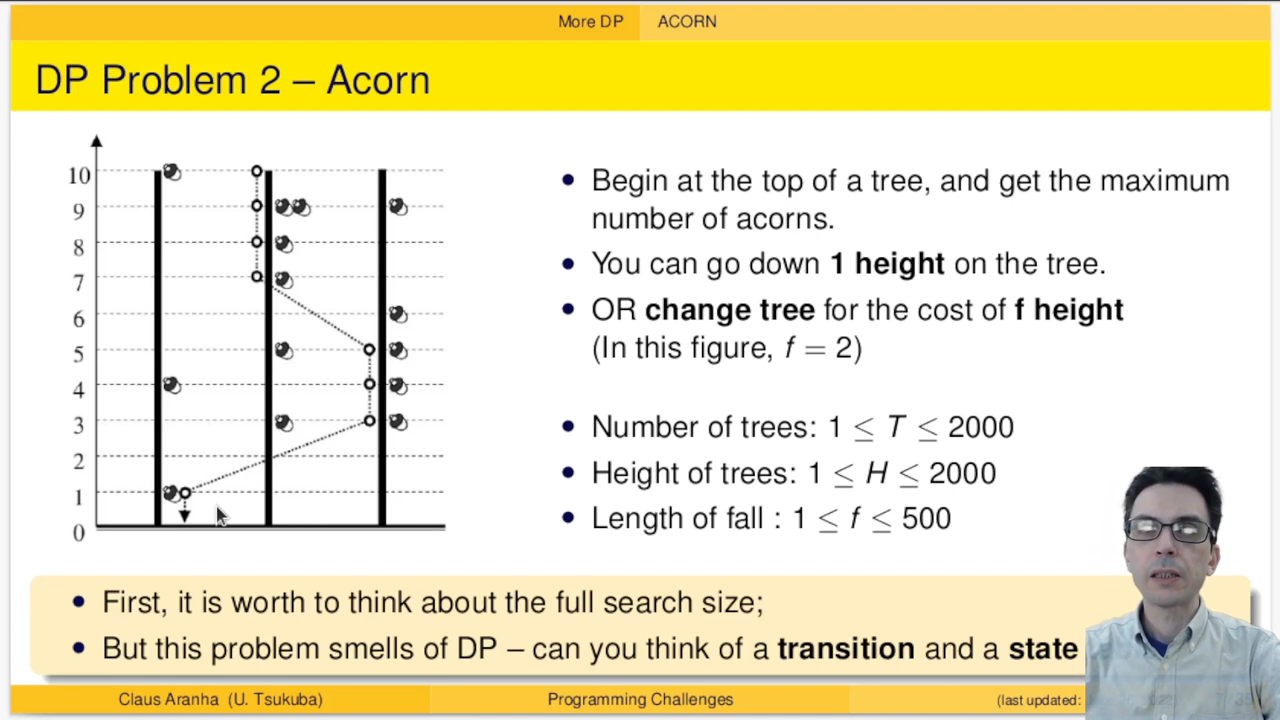 More DP ACORN
DP Problem 2 – Acorn
10
9
8
7
6
5
4
3
2
1
0
• Begin at the top of a tree, and get the maximum
number of acorns.
• You can go down 1 height on the tree.
• OR change tree for the cost of f height
(In this figure, f = 2)
• Number of trees: 1 ≤ T ≤ 2000
• Height of trees: 1 ≤ H ≤ 2000
• Length of fall : 1 ≤ f ≤ 500
• First, it is worth to think about the full search size;
• But this problem smells of DP – can you think of a transition and a state
Claus Aranha (U. Tsukuba) Programming Challenges (last updated: